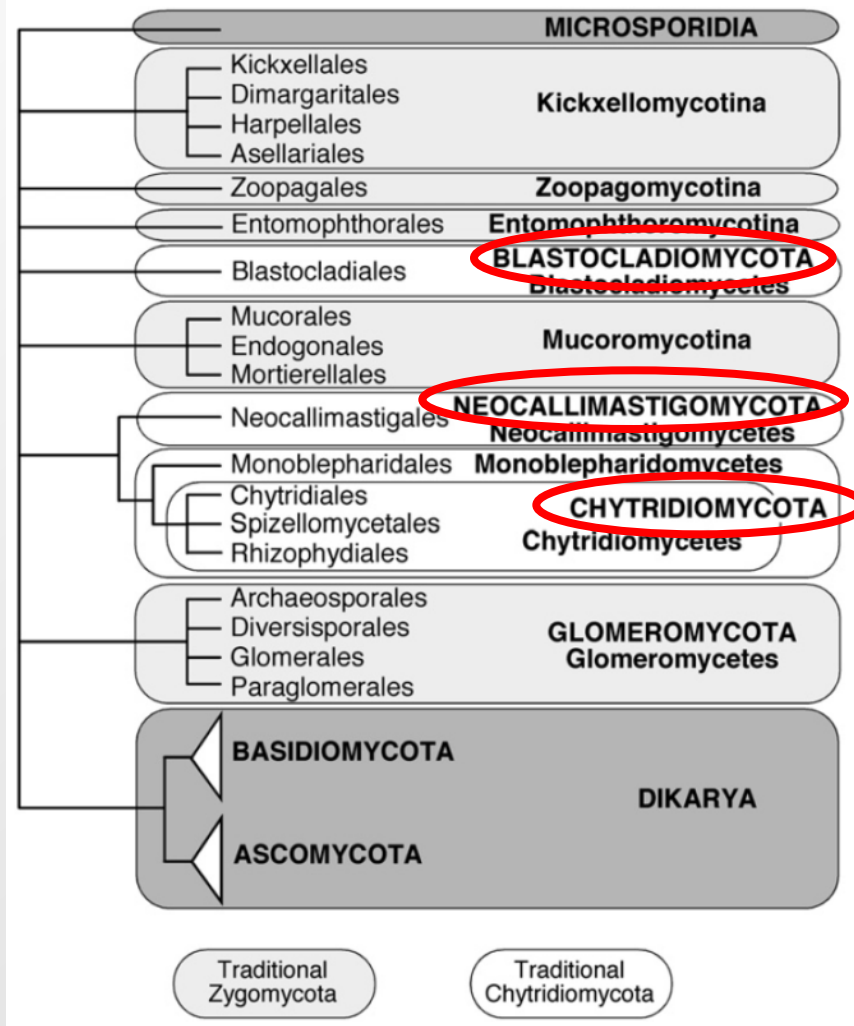 MICROSPORIDIA
Kickxellales
Dimargaritales
Harpellales
Asellariales
Kickxellomycotina
Zoopagales Zoopagomycotina
Entomophthorales Entomophthoromycotina
BLASTOCLADIOMYCOTA
Blastocladiales
Blastocladiomycetes
Mucorales
Endogonales
Mortierellales
Mucoromycotina
NEOCALLIMASTIGOMYCOTA
Neocallimastigales
Neocallimastigomycetes
Monoblepharidales Monoblepharidomycetes
Chytridiales
Spizellomycetales
Rhizophydiales
CHYTRIDIOMYCOTA
Chytridiomycetes
Archaeosporales
Diversisporales
Glomerales
Paraglomerales
GLOMEROMYCOTA
Glomeromycetes
BASIDIOMYCOTA
DIKARYA
ASCOMYCOTA
Traditional
Zygomycota
Traditional
Chytridiomycota